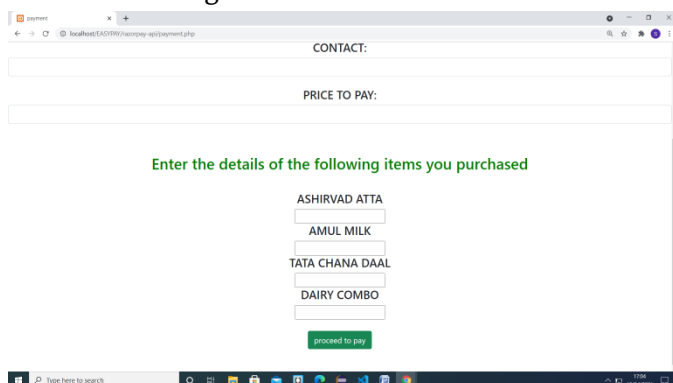 payment
localhost/EASYPAY/razorpay-api/payment.php
S
CONTACT:
PRICE TO PAY:
Enter the details of the following items you purchased
ASHIRVAD ATTA
AMUL MILK
TATA CHANA DAAL
DAIRY COMBO
proceed to pay
Type here to search
17:04